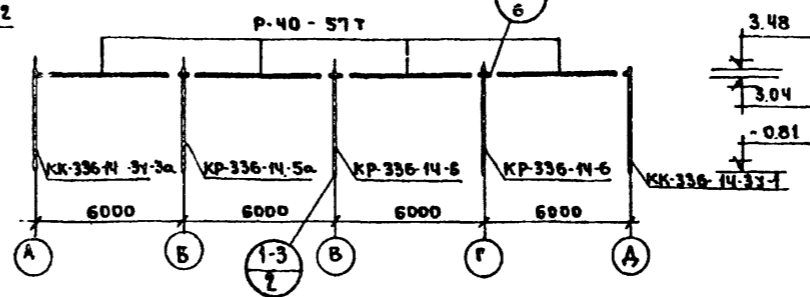 2
6
Р-40-57т
3.48
3.04
-0.81
КК-336-14-3у-3а
КР-336-14-5а
КР-336-14-6
КР-336-14-6
КК-336-14-3у-1
6000
6000
6000
6000
А
Б
1-3
2
В
Г
Д